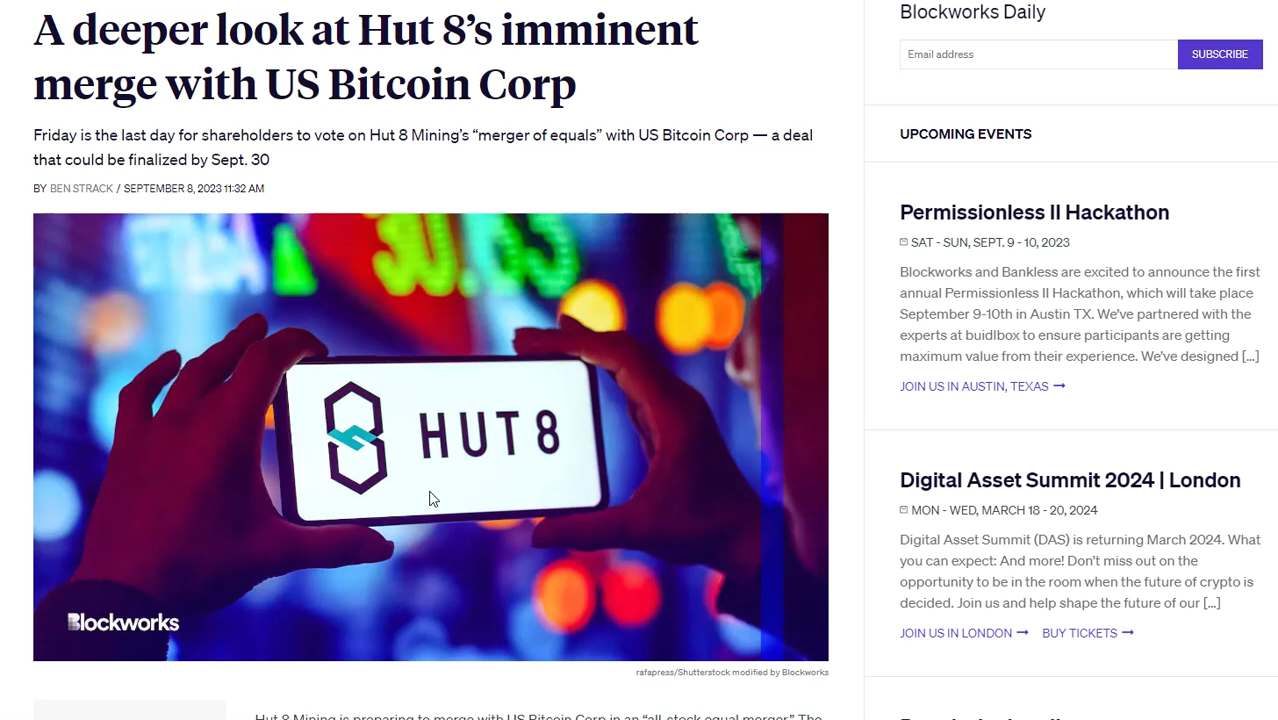 A deeper look at Hut 8's imminent
merge with US Bitcoin Corp
Friday is the last day for shareholders to vote on Hut 8 Mining's “merger of equals” with US Bitcoin Corp — a deal
that could be finalized by Sept. 30
BY BEN STRACK / SEPTEMBER 8, 2023 11:32 AM
HUT 8
Blockworks
rafapress/Shutterstock modified by Blockworks
Hut 8 Mining is preparing to merge with US Bitcoin Corp in an “all-stock equal merger.” The
Blockworks Daily
Email address
SUBSCRIBE
UPCOMING EVENTS
Permissionless II Hackathon
SAT - SUN, SEPT. 9 - 10, 2023
Blockworks and Bankless are excited to announce the first
annual Permissionless II Hackathon, which will take place
September 9-10th in Austin TX. We've partnered with the
experts at buidlbox to ensure participants are getting
maximum value from their experience. We've designed [...]
JOIN US IN AUSTIN, TEXAS →
Digital Asset Summit 2024 | London
MON - WED, MARCH 18 - 20, 2024
Digital Asset Summit (DAS) is returning March 2024. What
you can expect: And more! Don't miss out on the
opportunity to be in the room when the future of crypto is
decided. Join us and help shape the future of our [...]
JOIN US IN LONDON → BUY TICKETS →